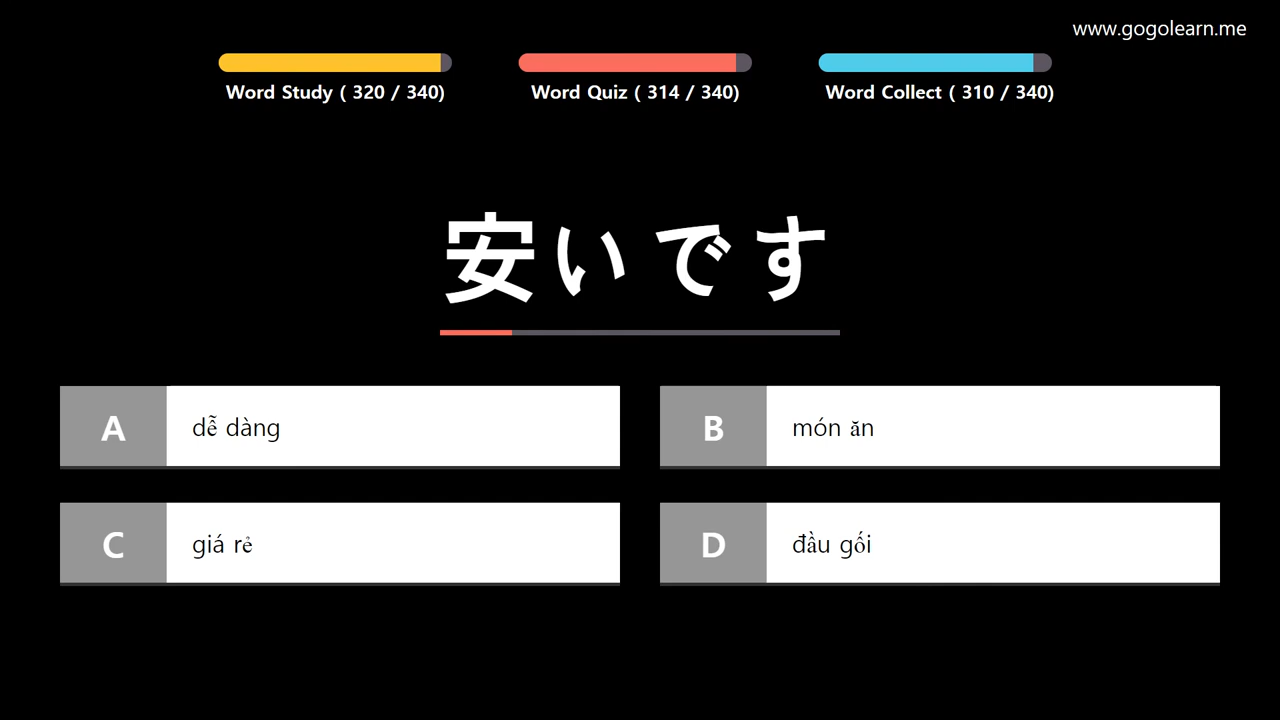 www.gogolearn.me
Word Study ( 320 / 340)
Word Quiz ( 314 / 340)
Word Collect ( 310 / 340)
安いです
A
dễ dàng
B
món ăn
C
giá rẻ
D
đầu gối